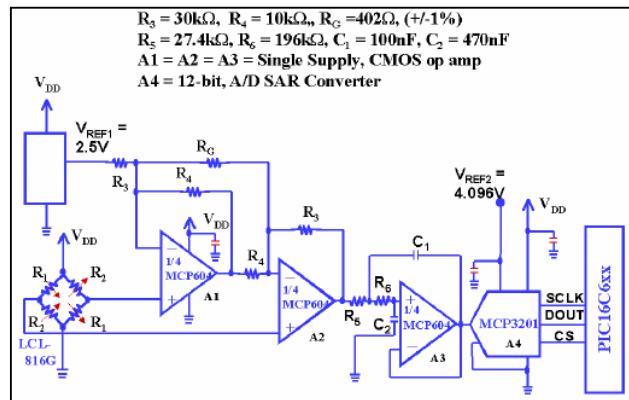 R3 = 30kΩ, R4 = 10kΩ,, RG =402Ω, (+/-1%)
R5 = 27.4kΩ, R6 = 196kΩ, C1 = 100nF, C2 = 470nF
A1 = A2 = A3 = Single Supply, CMOS op amp
A4 = 12-bit, A/D SAR Converter
VDD
VREF1 =
2.5V
R3
RG
R4
VDD
VREF2 =
4.096V
VDD
VDD
R1
R2
R2
R1
LCL-
816G
1/4
MCP604
A1
R4
R3
1/4
MCP604
A2
C1
R5
R6
C2
1/4
MCP604
A3
MCP3201
A4
SCLK
DOUT
CS
PIC16C6xx